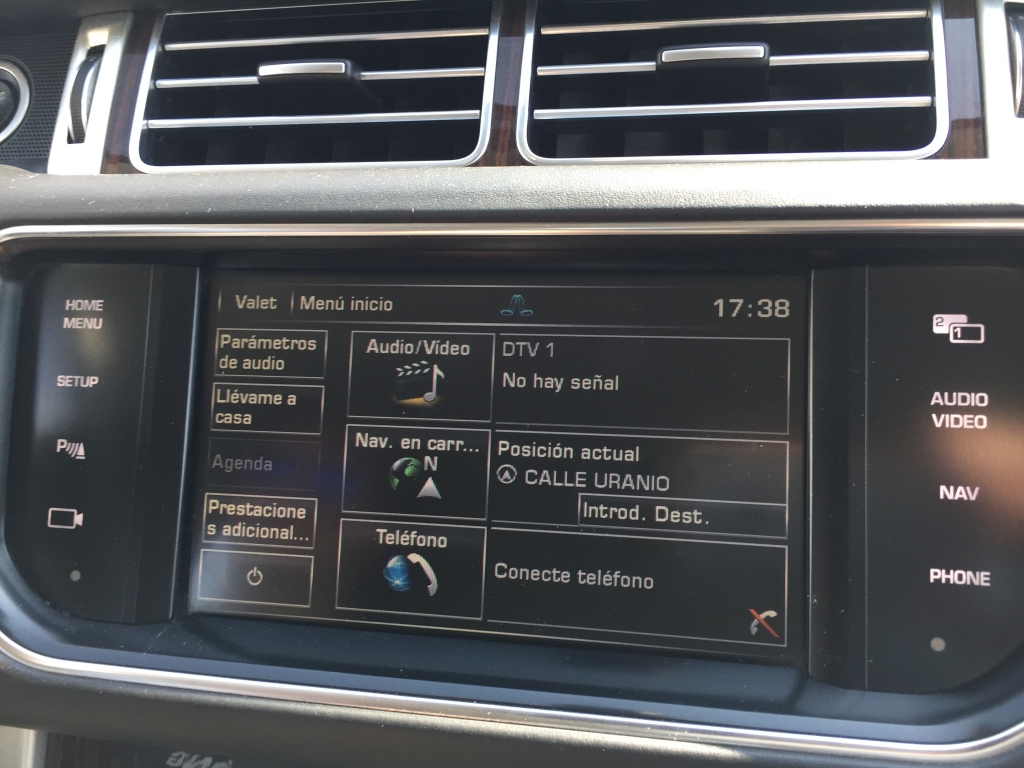 HOME
MENU
SETUP
P
Valet
Menú inicio
17:38
Parámetros
de audio
Llévame a
casa
Agenda
Prestacione
s adicional...
Audio/Vídeo
DTV 1
No hay señal
Nav. en carr...
N
Posición actual
CALLE URANIO
Introd. Dest.
Teléfono
Conecte teléfono
2
1
AUDIO
VIDEO
NAV
PHONE